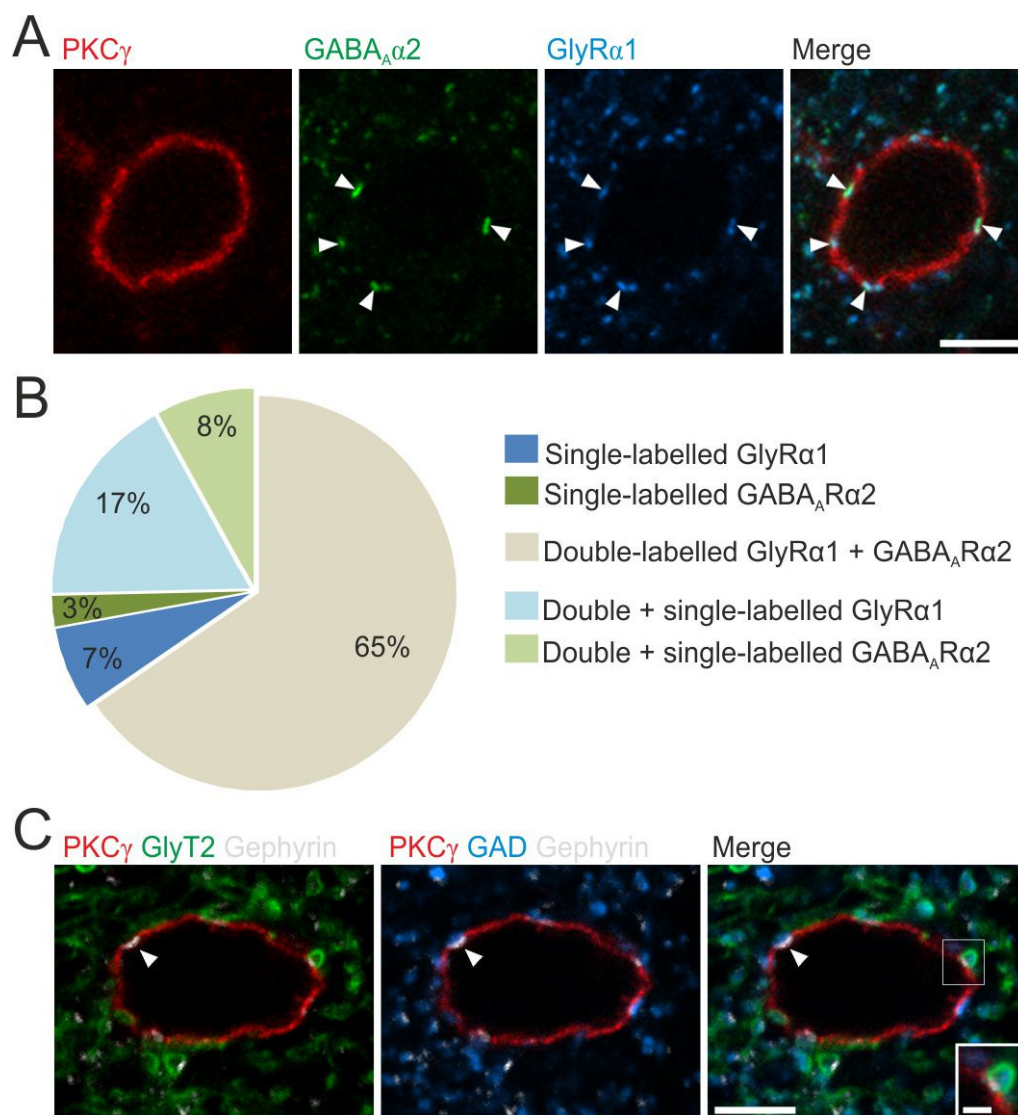 A
PKCγ GABAAα2 GlyRα1 Merge
B
8%
17%
3%
7%
65%
Single-labelled GlyRα1
Single-labelled GABAARα2
Double-labelled GlyRα1 + GABAARα2
Double + single-labelled GlyRα1
Double + single-labelled GABAARα2
C
PKCγ GlyT2 Gephyrin PKCγ GAD Gephyrin Merge